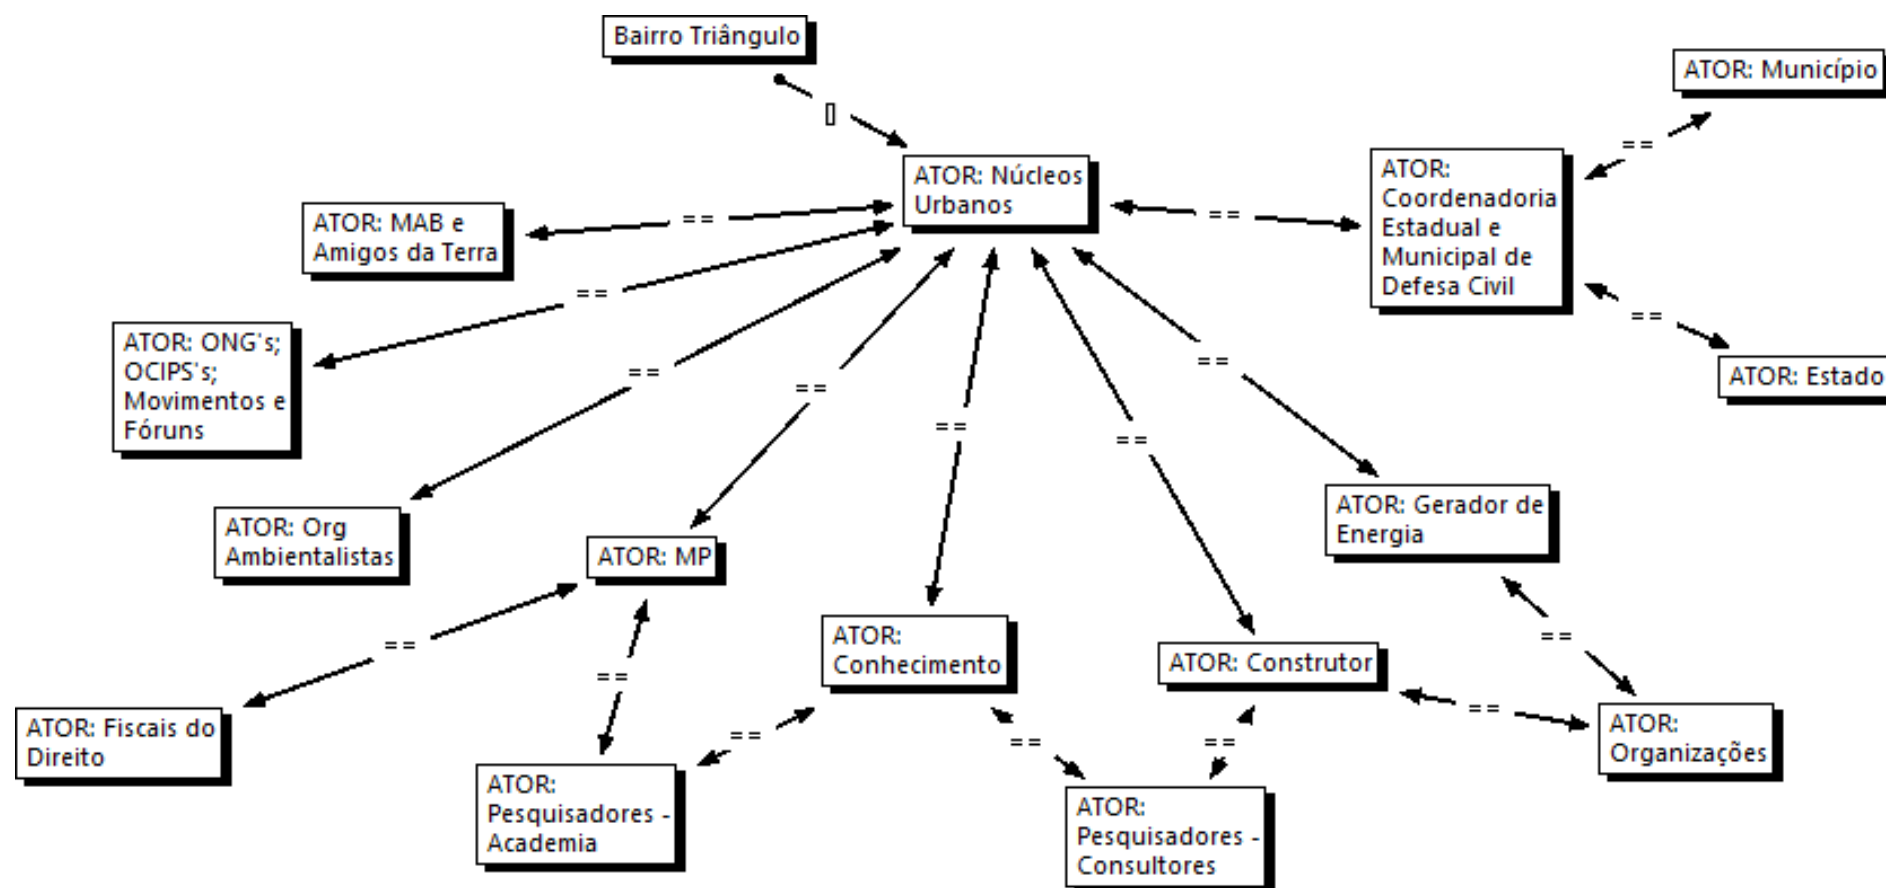 Bairro Triângulo
[]
ATOR: Município
==
ATOR: Núcleos
Urbanos
ATOR:
Coordenadoria
Estadual e
Municipal de
Defesa Civil
==
ATOR: MAB e
Amigos da Terra
==
==
ATOR: Estado
==
ATOR: ONG's;
OCIPS's;
Movimentos e
Fóruns
==
==
==
==
==
ATOR: Gerador de
Energia
ATOR: Org
Ambientalistas
ATOR: MP
==
==
ATOR:
Conhecimento
ATOR: Construtor
==
ATOR: Fiscais do
Direito
==
==
==
==
ATOR:
Organizações
ATOR:
Pesquisadores -
Academia
ATOR:
Pesquisadores -
Consultores